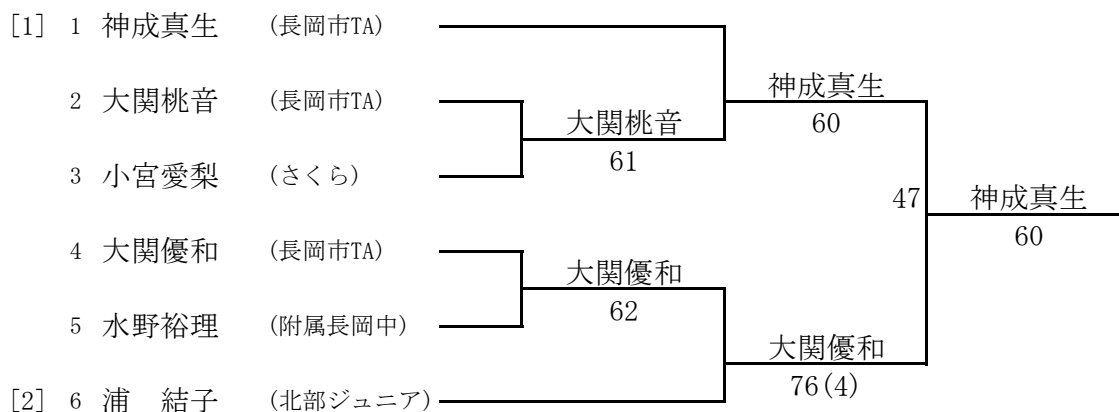 [1] 1 神成真生 (長岡市TA)
神成真生
2 大関桃音 (長岡市TA)
大関桃音
60
61
3 小宮愛梨 (さくら)
47
神成真生
60
4 大関優和 (長岡市TA)
大関優和
62
5 水野裕理 (附属長岡中)
大関優和
76(4)
[2] 6 浦 結子 (北部ジュニア)